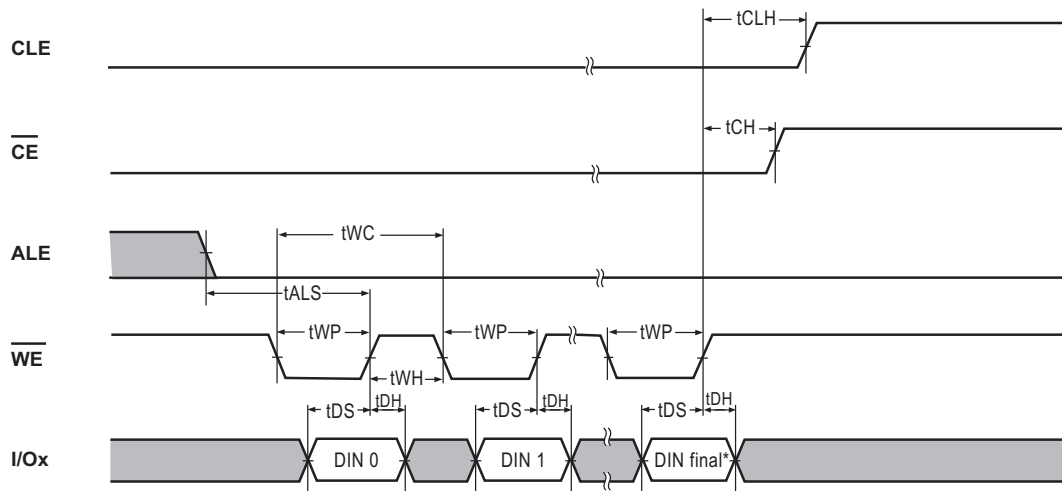 tCLH
CLE
tCH
CE
tWC
ALE
tALS
tWP tWP tWP
WE
tWH
tDS tDH tDS tDH tDS tDH
I/Ox DIN 0 DIN 1 DIN final*